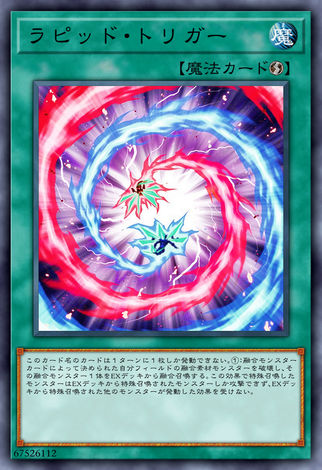 ラピッド・トリガー
魔
【魔法カード】
このカード名のカードは1ターンに1枚しか発動できない。①:融合モンスター
カードによって決められた自分フィールドの融合素材モンスターを破壊し、そ
の融合モンスター1体をEXデッキから融合召喚する。この効果で特殊召喚した
モンスターはEXデッキから特殊召喚されたモンスターしか攻撃できず、EXデッ
キから特殊召喚された他のモンスターが発動した効果を受けない。
67526112